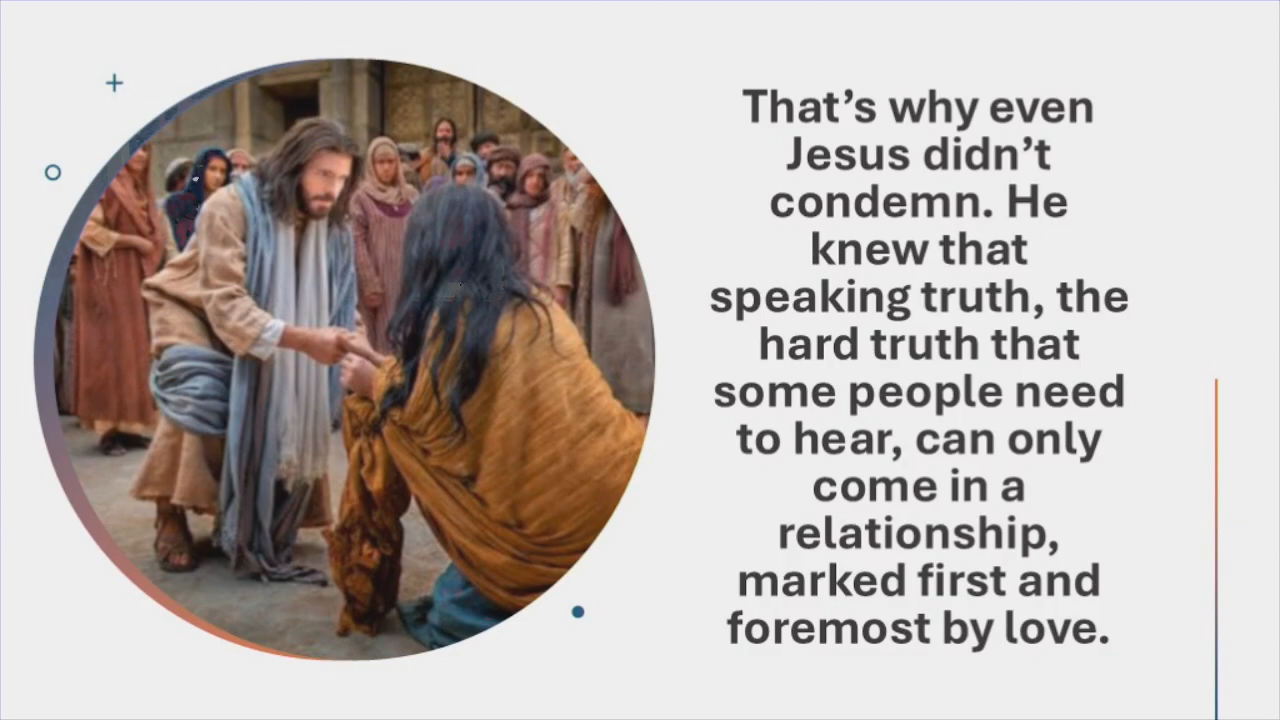 That’s why even
Jesus didn’t
condemn. He
knew that
speaking truth, the
hard truth that
some people need
to hear, can only
come in a
relationship,
marked first and
foremost by love.